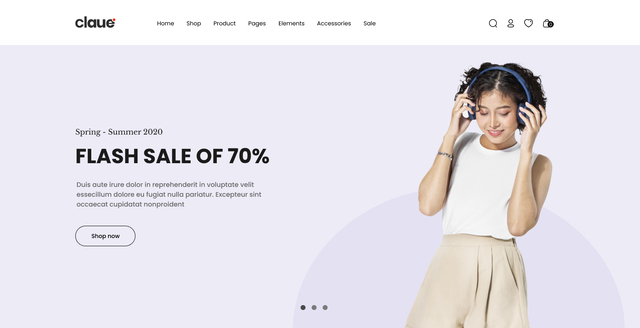 claue
Home Shop Product Pages Elements Accessories Sale
0
Spring - Summer 2020
FLASH SALE OF 70%
Duis aute irure dolor in reprehenderit in voluptate velit
essecillum dolore eu fugiat nulla pariatur. Excepteur sint
occaecat cupidatat nonproident
Shop now